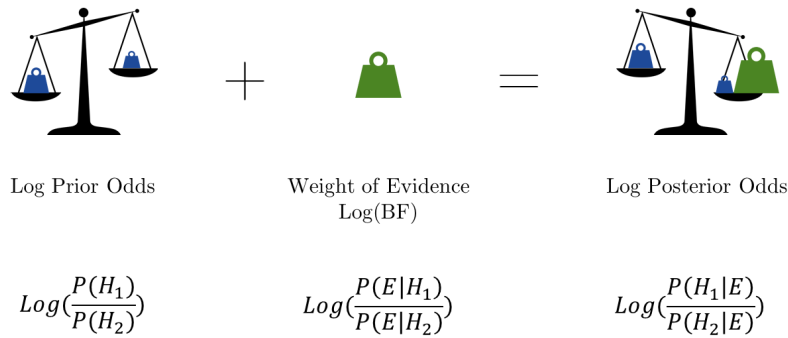 + =
Log Prior Odds Weight of Evidence Log Posterior Odds
Log(BF)
Log(P(H₁)/P(H₂)) Log(P(E|H₁)/P(E|H₂)) Log(P(H₁|E)/P(H₂|E))